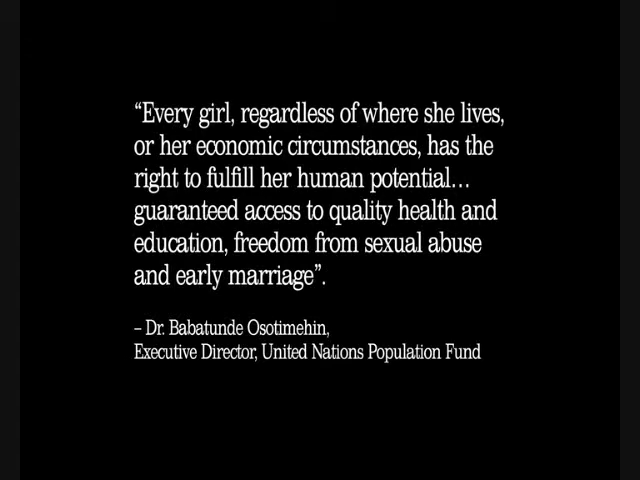 “Every girl, regardless of where she lives,
or her economic circumstances, has the
right to fulfill her human potential…
guaranteed access to quality health and
education, freedom from sexual abuse
and early marriage”.
– Dr. Babatunde Osotimehin,
Executive Director, United Nations Population Fund